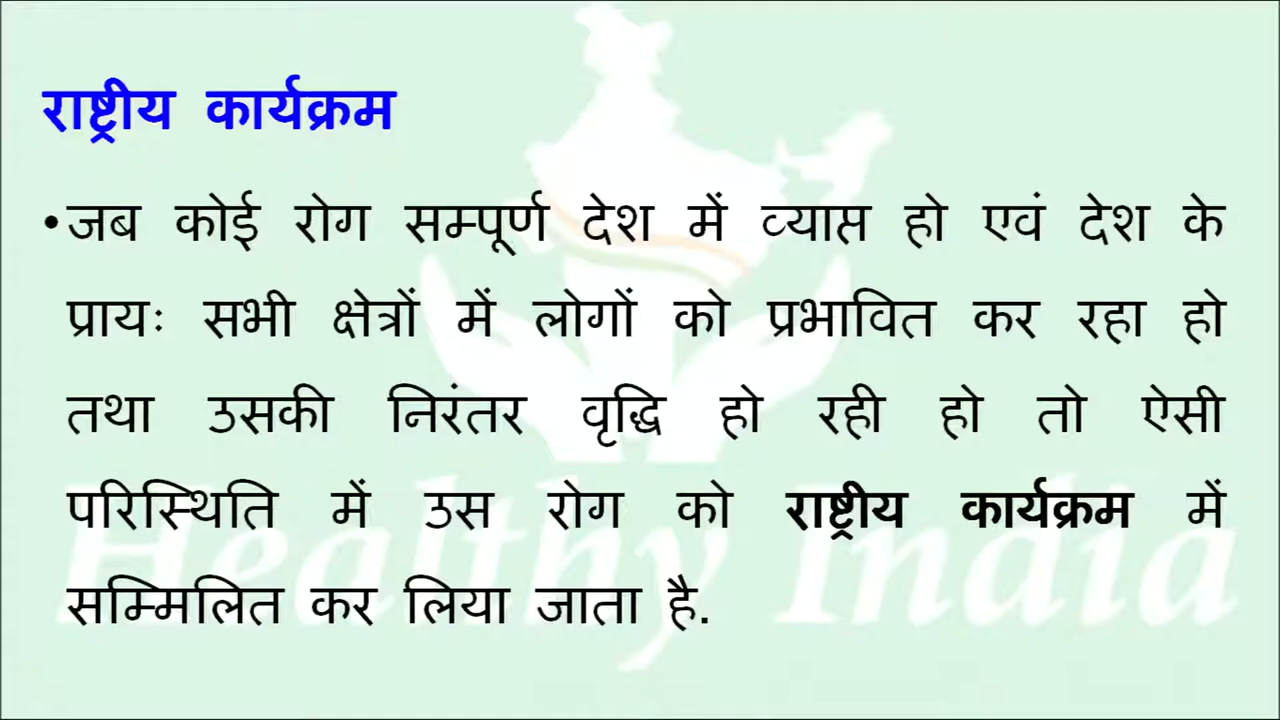 राष्ट्रीय कार्यक्रम
•जब कोई रोग सम्पूर्ण देश में व्याप्त हो एवं देश के
प्रायः सभी क्षेत्रों में लोगों को प्रभावित कर रहा हो
तथा उसकी निरंतर वृद्धि हो रही हो तो ऐसी
परिस्थिति में उस रोग को राष्ट्रीय कार्यक्रम में
सम्मिलित कर लिया जाता है.
Healthy India